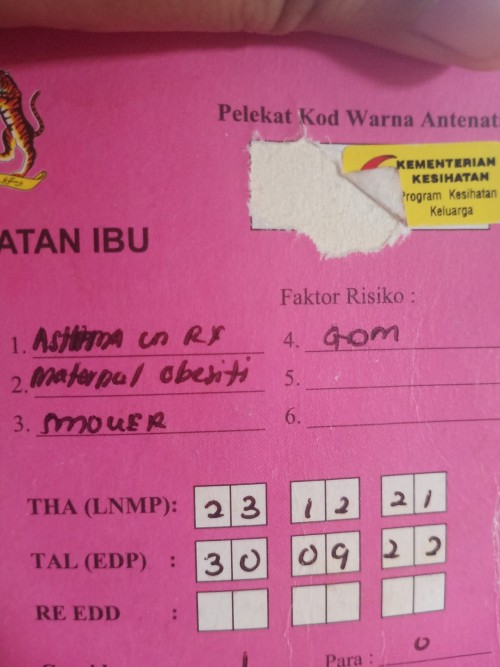 Pelekat Kod Warna Antenat
KEMENTERIAN
KESIHATAN
Program Kesihatan
Keluarga
ATAN IBU
Faktor Risiko :
1. Asthma on RX
4. GDM
2. maternal obesiti
5.
3. SMOKER
6.
THA (LNMP): 23 12 21
TAL (EDP) : 30 09 22
RE EDD :
1 Para : 0